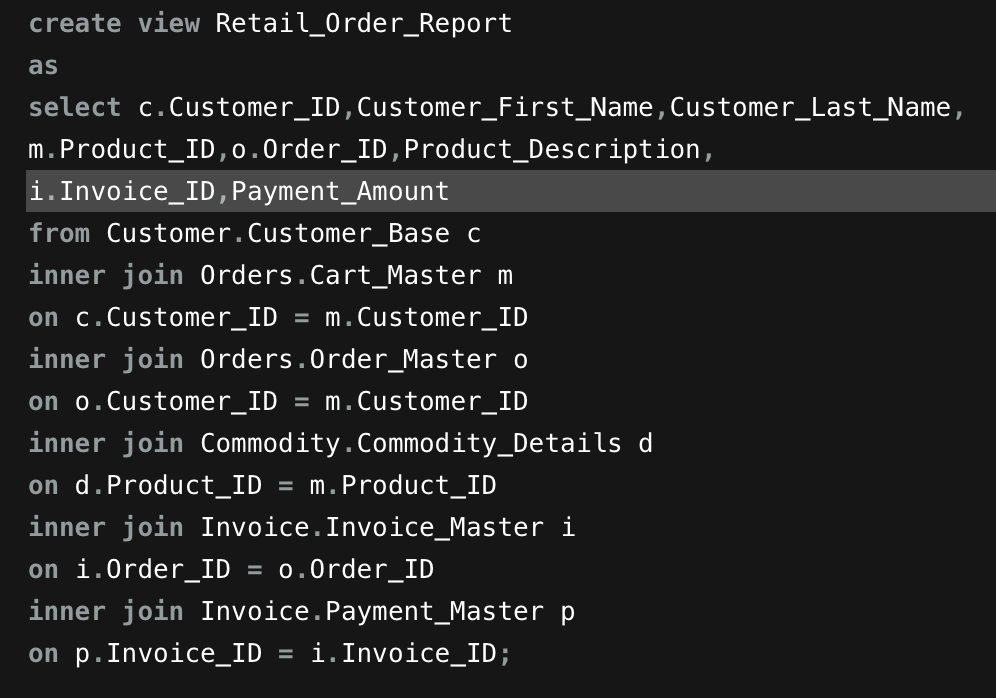 create view Retail_Order_Report
as
select c.Customer_ID,Customer_First_Name,Customer_Last_Name,
m.Product_ID,o.Order_ID,Product_Description,
i.Invoice_ID,Payment_Amount
from Customer.Customer_Base c
inner join Orders.Cart_Master m
on c.Customer_ID = m.Customer_ID
inner join Orders.Order_Master o
on o.Customer_ID = m.Customer_ID
inner join Commodity.Commodity_Details d
on d.Product_ID = m.Product_ID
inner join Invoice.Invoice_Master i
on i.Order_ID = o.Order_ID
inner join Invoice.Payment_Master p
on p.Invoice_ID = i.Invoice_ID;